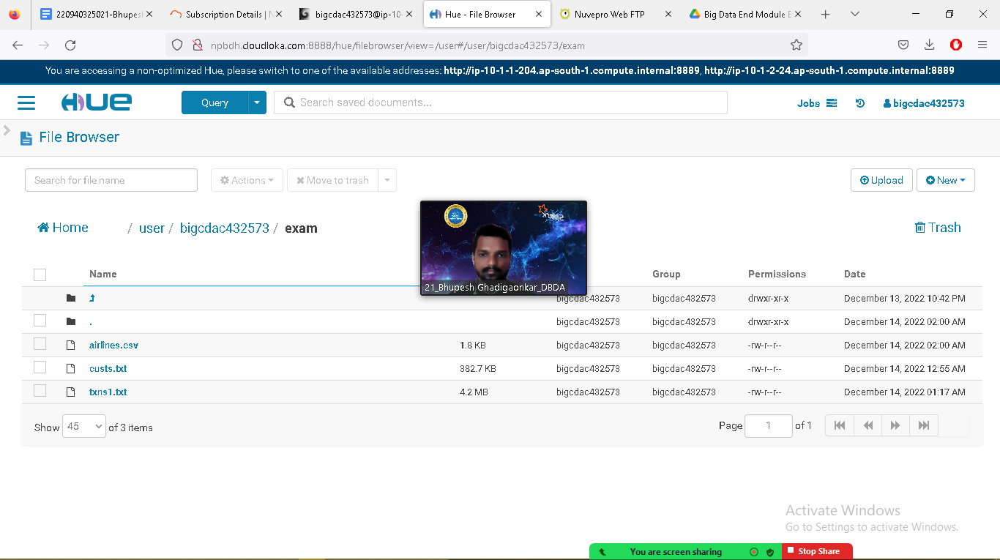 220940325021-Bhupesl
Subscription Details | N
bigcdac432573@ip-10-
Hue - File Browser
Nuvepro Web FTP
Big Data End Module E
npbdh.cloudloka.com:8888/hue/filebrowser/view=/user#/user/bigcdac432573/exam
You are accessing a non-optimized Hue, please switch to one of the available addresses: http://ip-10-1-1-204.ap-south-1.compute.internal:8889, http://ip-10-1-2-24.ap-south-1.compute.internal:8889
HUE
Query
Search saved documents...
Jobs
bigcdac432573
File Browser
Search for file name
Actions
Move to trash
Upload
New
Home / user / bigcdac432573 / exam
Trash
Spark
21_Bhupesh Ghadigaonkar_DBDA
Name Group Permissions Date
bigcdac432573 bigcdac432573 drwxr-xr-x December 13, 2022 10:42 PM
. bigcdac432573 bigcdac432573 drwxr-xr-x December 14, 2022 02:00 AM
airlines.csv 1.8 KB bigcdac432573 bigcdac432573 -rw-r--r-- December 14, 2022 02:00 AM
custs.txt 382.7 KB bigcdac432573 bigcdac432573 -rw-r--r-- December 14, 2022 12:55 AM
txns1.txt 4.2 MB bigcdac432573 bigcdac432573 -rw-r--r-- December 14, 2022 01:17 AM
Show 45 of 3 items
Page 1 of 1
Activate Windows
Go to Settings to activate Windows.
You are screen sharing
Stop Share